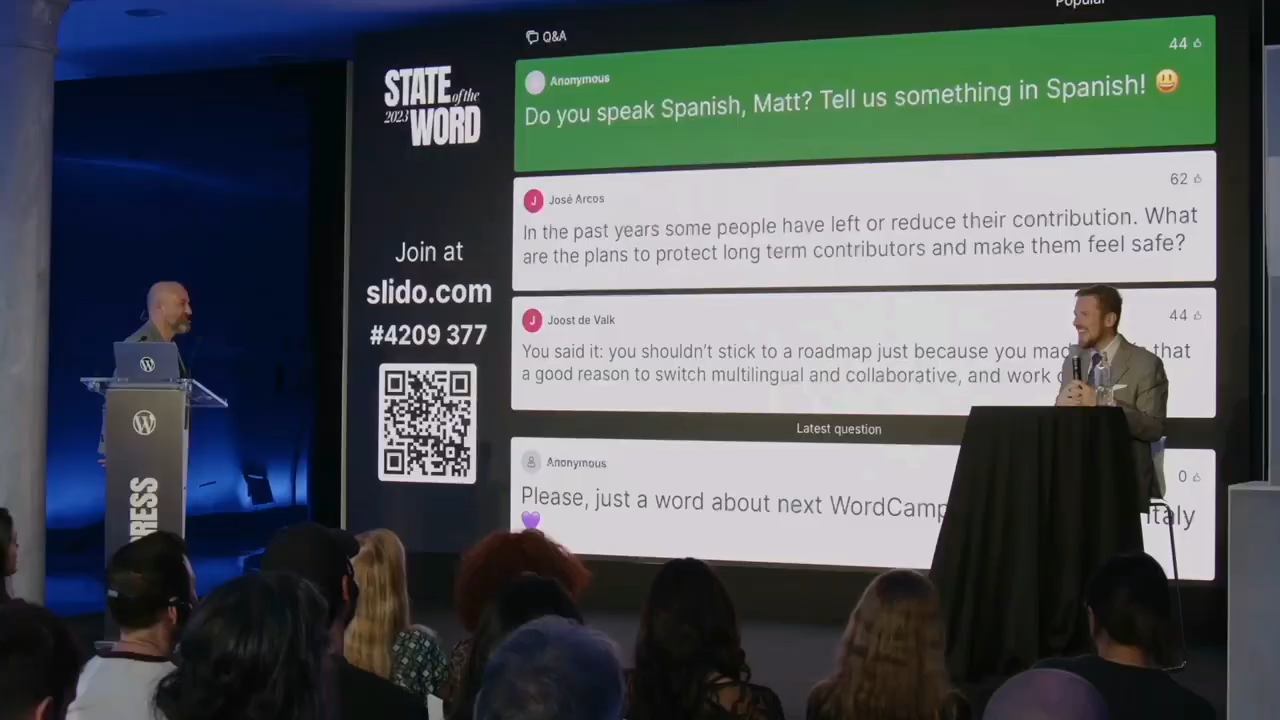 Popular
Q&A
STATE of the
2023 WORD
Join at
slido.com
#4209 377
Anonymous
44
Do you speak Spanish, Matt? Tell us something in Spanish! 😃
J José Arcos
62
In the past years some people have left or reduce their contribution. What
are the plans to protect long term contributors and make them feel safe?
J Joost de Valk
44
You said it: you shouldn't stick to a roadmap just because you that
a good reason to switch multilingual and collaborative, and work
Latest question
Anonymous
0
Please, just a word about next WordCamp Italy
💜
W
W
PRESS